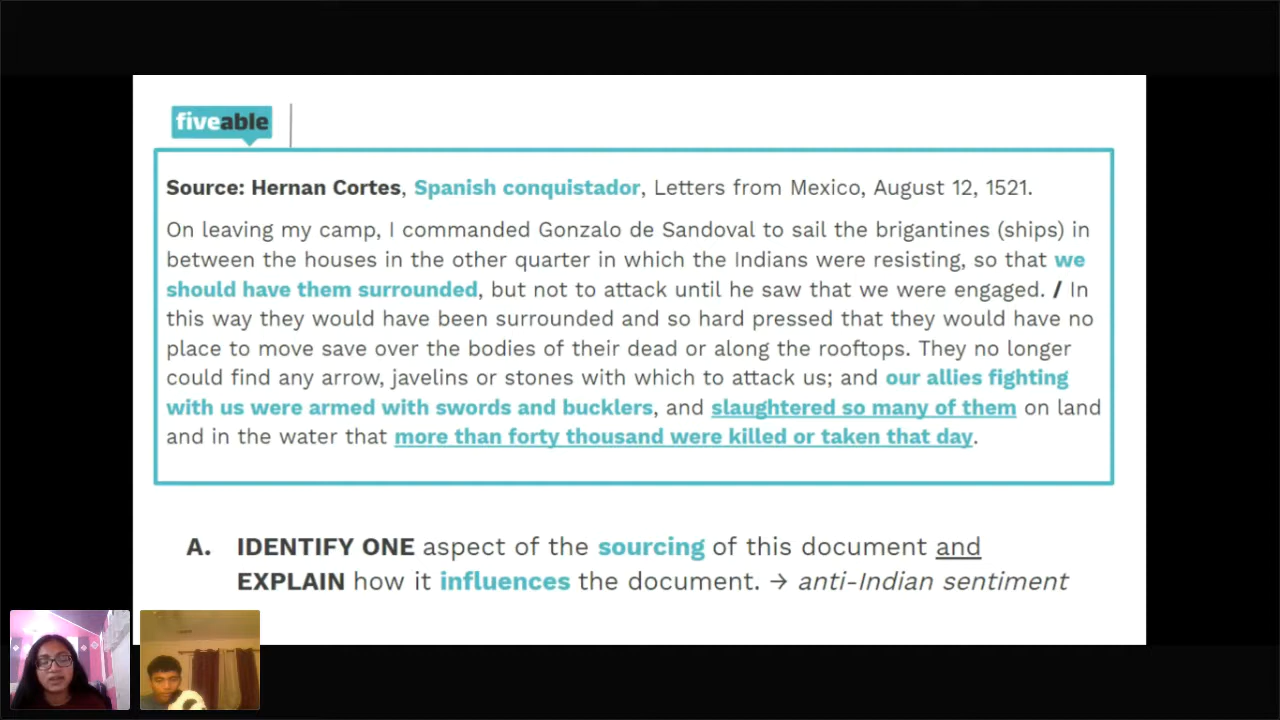 fiveable
Source: Hernan Cortes, Spanish conquistador, Letters from Mexico, August 12, 1521.
On leaving my camp, I commanded Gonzalo de Sandoval to sail the brigantines (ships) in
between the houses in the other quarter in which the Indians were resisting, so that we
should have them surrounded, but not to attack until he saw that we were engaged. / In
this way they would have been surrounded and so hard pressed that they would have no
place to move save over the bodies of their dead or along the rooftops. They no longer
could find any arrow, javelins or stones with which to attack us; and our allies fighting
with us were armed with swords and bucklers, and slaughtered so many of them on land
and in the water that more than forty thousand were killed or taken that day.
A. IDENTIFY ONE aspect of the sourcing of this document and
EXPLAIN how it influences the document. → anti-Indian sentiment